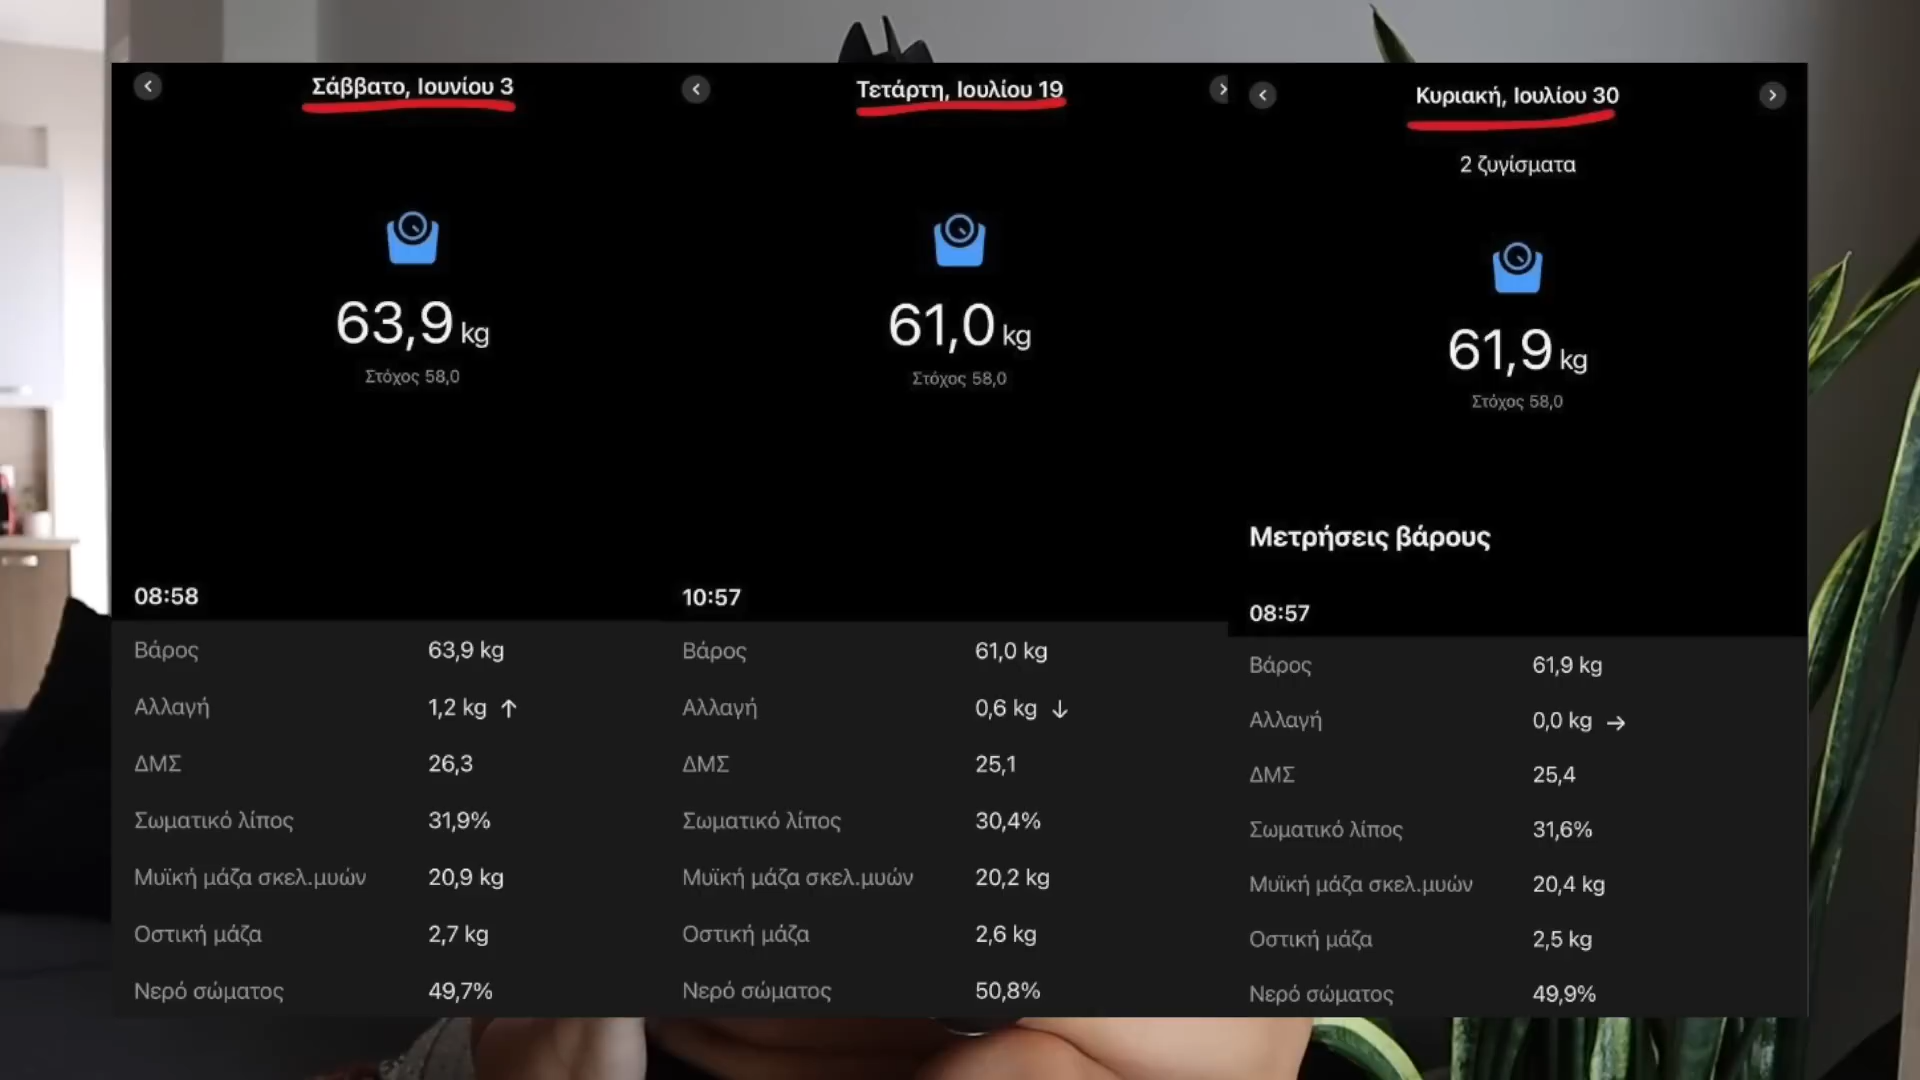 Σάββατο, Ιουνίου 3
63,9 kg
Στόχος 58,0
08:58
Βάρος 63,9 kg
Αλλαγή 1,2 kg ↑
ΔΜΣ 26,3
Σωματικό λίπος 31,9%
Μυϊκή μάζα σκελ.μυών 20,9 kg
Οστική μάζα 2,7 kg
Νερό σώματος 49,7%
Τετάρτη, Ιουλίου 19
61,0 kg
Στόχος 58,0
10:57
Βάρος 61,0 kg
Αλλαγή 0,6 kg ↓
ΔΜΣ 25,1
Σωματικό λίπος 30,4%
Μυϊκή μάζα σκελ.μυών 20,2 kg
Οστική μάζα 2,6 kg
Νερό σώματος 50,8%
Κυριακή, Ιουλίου 30
2 ζυγίσματα
61,9 kg
Στόχος 58,0
Μετρήσεις βάρους
08:57
Βάρος 61,9 kg
Αλλαγή 0,0 kg →
ΔΜΣ 25,4
Σωματικό λίπος 31,6%
Μυϊκή μάζα σκελ.μυών 20,4 kg
Οστική μάζα 2,5 kg
Νερό σώματος 49,9%